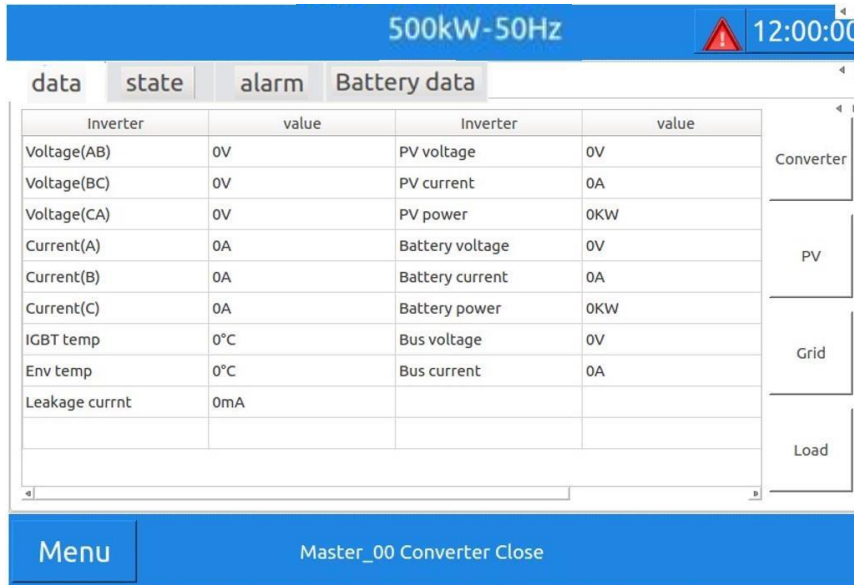 500kW-50Hz
12:00:00
data state alarm Battery data
Inverter value Inverter value
Voltage(AB) 0V PV voltage 0V
Converter
Voltage(BC) 0V PV current 0A
Voltage(CA) 0V PV power 0KW
Current(A) 0A Battery voltage 0V
PV
Current(B) 0A Battery current 0A
Current(C) 0A Battery power 0KW
IGBT temp 0°C Bus voltage 0V
Grid
Env temp 0°C Bus current 0A
Leakage currnt 0mA
Load
Menu Master_00 Converter Close